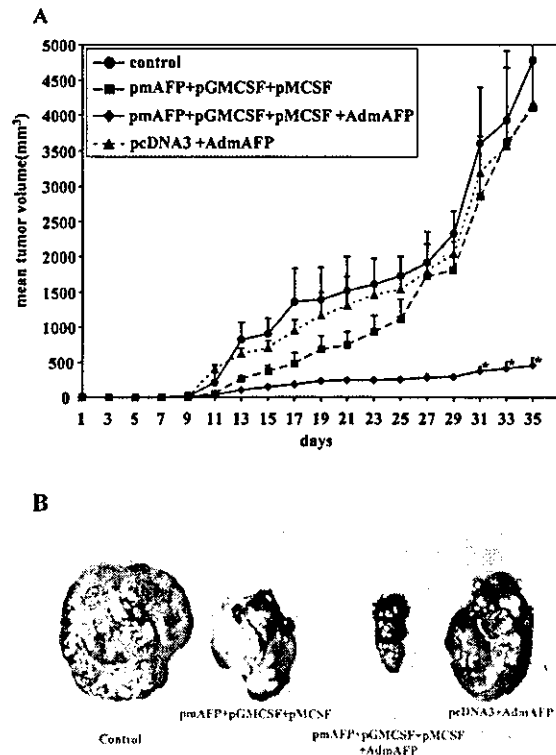 A
mean tumor volume(mm³)
5000
4500
4000
3500
3000
2500
2000
1500
1000
500
0
control
pmAFP+pGMCSF+pMCSF
pmAFP+pGMCSF+pMCSF +AdmAFP
pcDNA3 +AdmAFP
* * *
1 3 5 7 9 11 13 15 17 19 21 23 25 27 29 31 33 35
days
B
pmAFP+pGMCSF+pMCSF
pcDNA3+AdmAFP
Control
pmAFP+pGMCSF+pMCSF
+AdmAFP